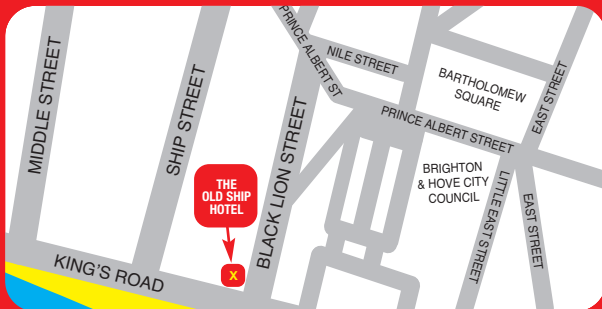 PRINCE ALBERT ST
NILE STREET
BARTHOLOMEW
SQUARE
EAST STREET
MIDDLE STREET
SHIP STREET
BLACK LION STREET
PRINCE ALBERT STREET
THE
OLD SHIP
HOTEL
BRIGHTON
& HOVE CITY
COUNCIL
LITTLE EAST STREET
EAST STREET
KING'S ROAD
X